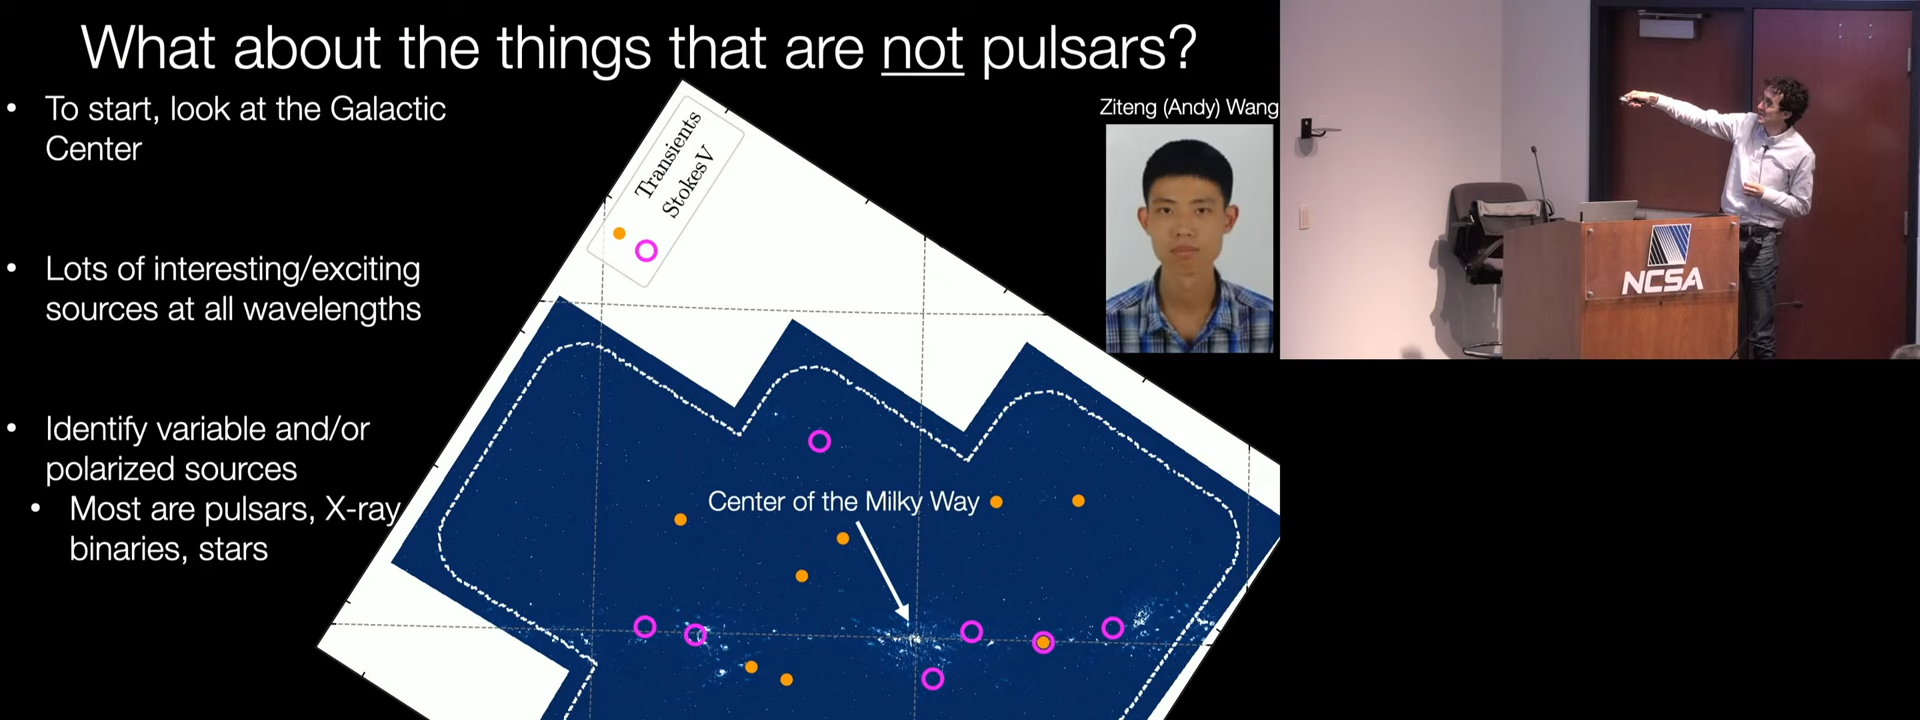 What about the things that are not pulsars?
• To start, look at the Galactic
Center
• Lots of interesting/exciting
sources at all wavelengths
• Identify variable and/or
polarized sources
• Most are pulsars, X-ray
binaries, stars
Transients
StokesV
Center of the Milky Way
Ziteng (Andy) Wang
NCSA